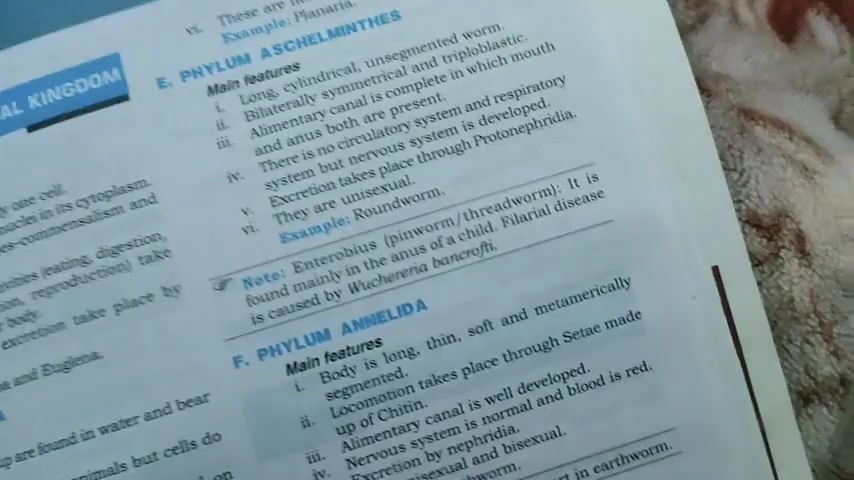 AL KINGDOM
y one cell.
nuclei in its cytoplasm.
es-commensalism and
(eating, digestion,
reproduction) take
body.
excretion take place by
and Euglena.
up are found in water and bear
animals but cells do
vi. These are
Example: Planaria.
E. PHYLUM ASCHELMINTHES
Main features
i. Long, cylindrical, unsegmented worm.
ii. Bilaterally symmetrical and triploblastic.
iii. Alimentary canal is complete in which mouth
and anus both are present.
iv. There is no circulatory system and respiratory
system but nervous system is developed.
v. Excretion takes place through Protonephridia.
vi. They are unisexual.
Example: Roundworm.
Note: Enterobius (pinworm/threadworm): It is
found mainly in the anus of a child. Filarial disease
is caused by Wuchereria bancrofti.
F. PHYLUM ANNELIDA
Main features
i. Body is long, thin, soft and metamerically
segmented.
ii. Locomotion takes place through Setae made
up of Chitin.
iii. Alimentary canal is well developed.
iv. Nervous system is normal and blood is red.
Excretion by nephridia.
unisexual and bisexual.
in earthworm.